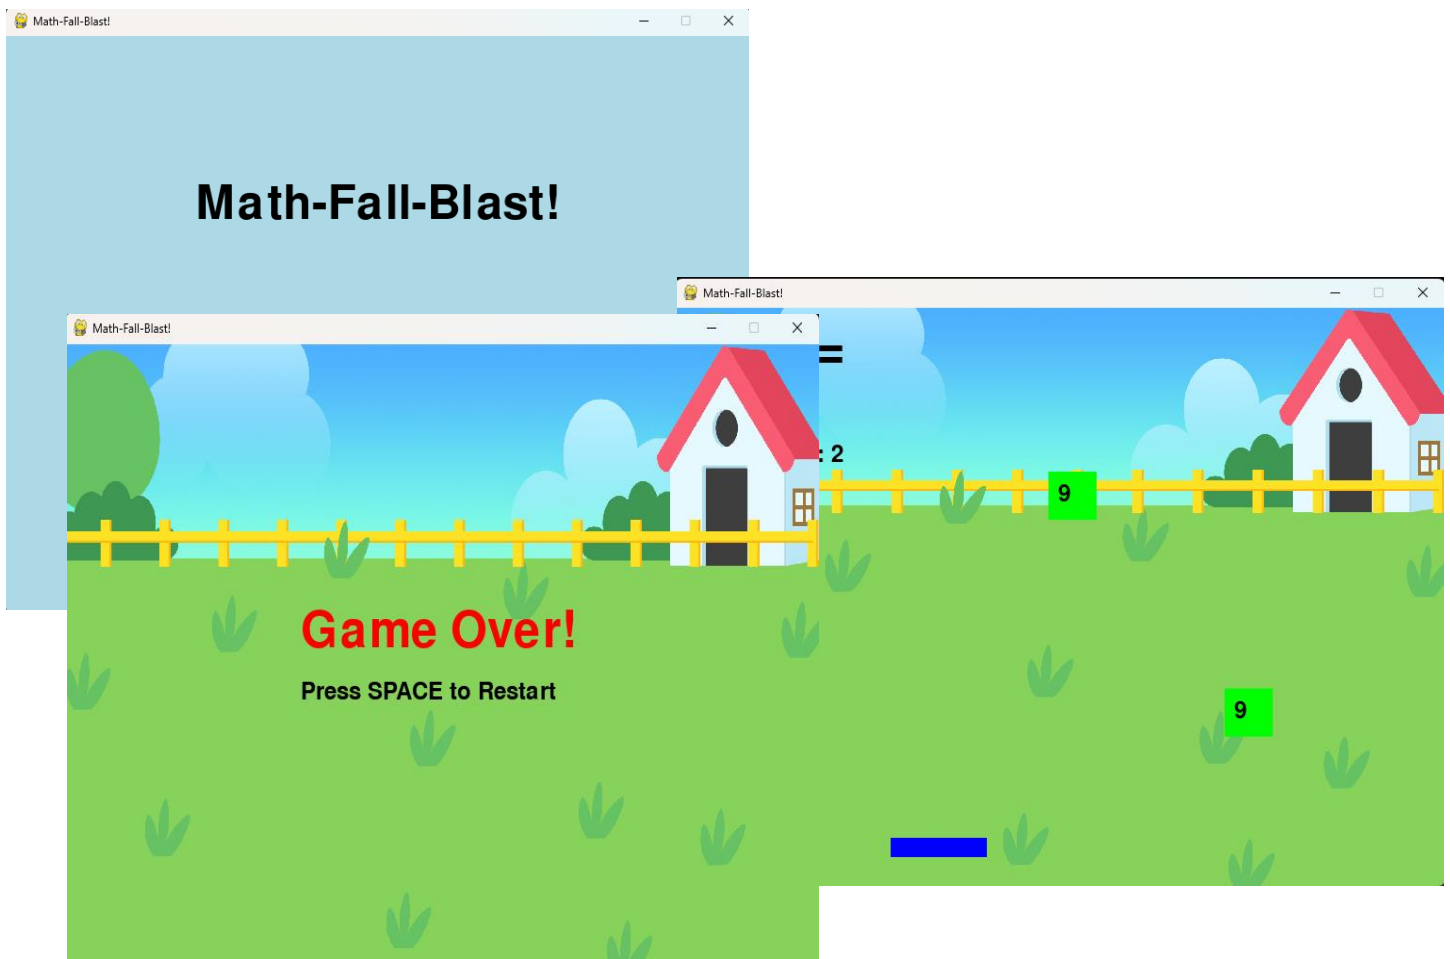 Math-Fall-Blast!
Math-Fall-Blast!
Math-Fall-Blast!
=
: 2
9
9
Math-Fall-Blast!
Game Over!
Press SPACE to Restart